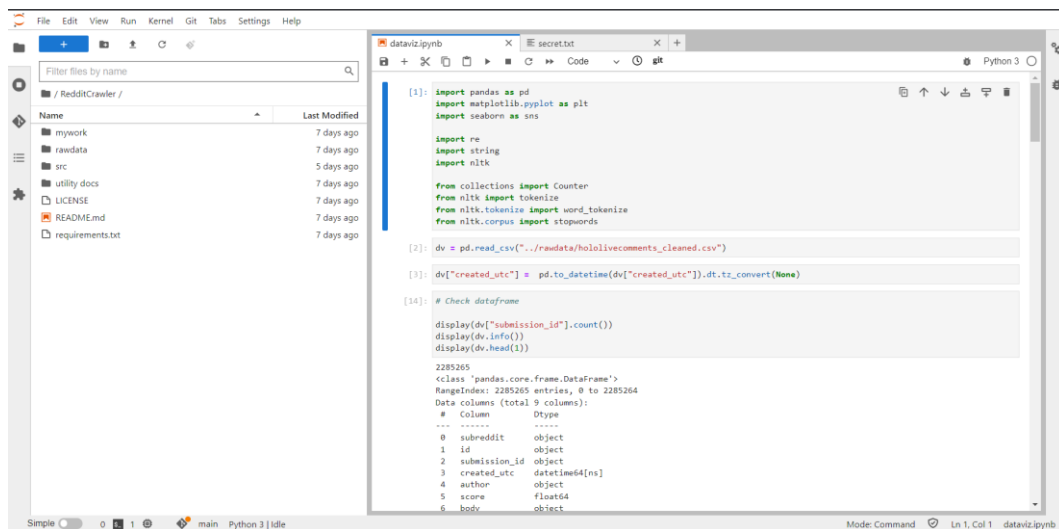 File Edit View Run Kernel Git Tabs Settings Help
Filter files by name
/ RedditCrawler /
Name Last Modified
mywork 7 days ago
rawdata 7 days ago
src 5 days ago
utility docs 7 days ago
LICENSE 7 days ago
README.md 7 days ago
requirements.txt 7 days ago
dataviz.ipynb secret.txt
Code git Python 3
[1]: import pandas as pd
import matplotlib.pyplot as plt
import seaborn as sns
import re
import string
import nltk
from collections import Counter
from nltk import tokenize
from nltk.tokenize import word_tokenize
from nltk.corpus import stopwords
[2]: dv = pd.read_csv("../rawdata/hololivecomments_cleaned.csv")
[3]: dv["created_utc"] = pd.to_datetime(dv["created_utc"]).dt.tz_convert(None)
[14]: # Check dataframe
display(dv["submission_id"].count())
display(dv.info())
display(dv.head(1))
2285265
<class 'pandas.core.frame.DataFrame'>
RangeIndex: 2285265 entries, 0 to 2285264
Data columns (total 9 columns):
# Column Dtype
--- ------ -----
0 subreddit object
1 id object
2 submission_id object
3 created_utc datetime64[ns]
4 author object
5 score float64
6 body object
Simple 0 1 main Python 3 | Idle Mode: Command Ln 1, Col 1 dataviz.ipynb